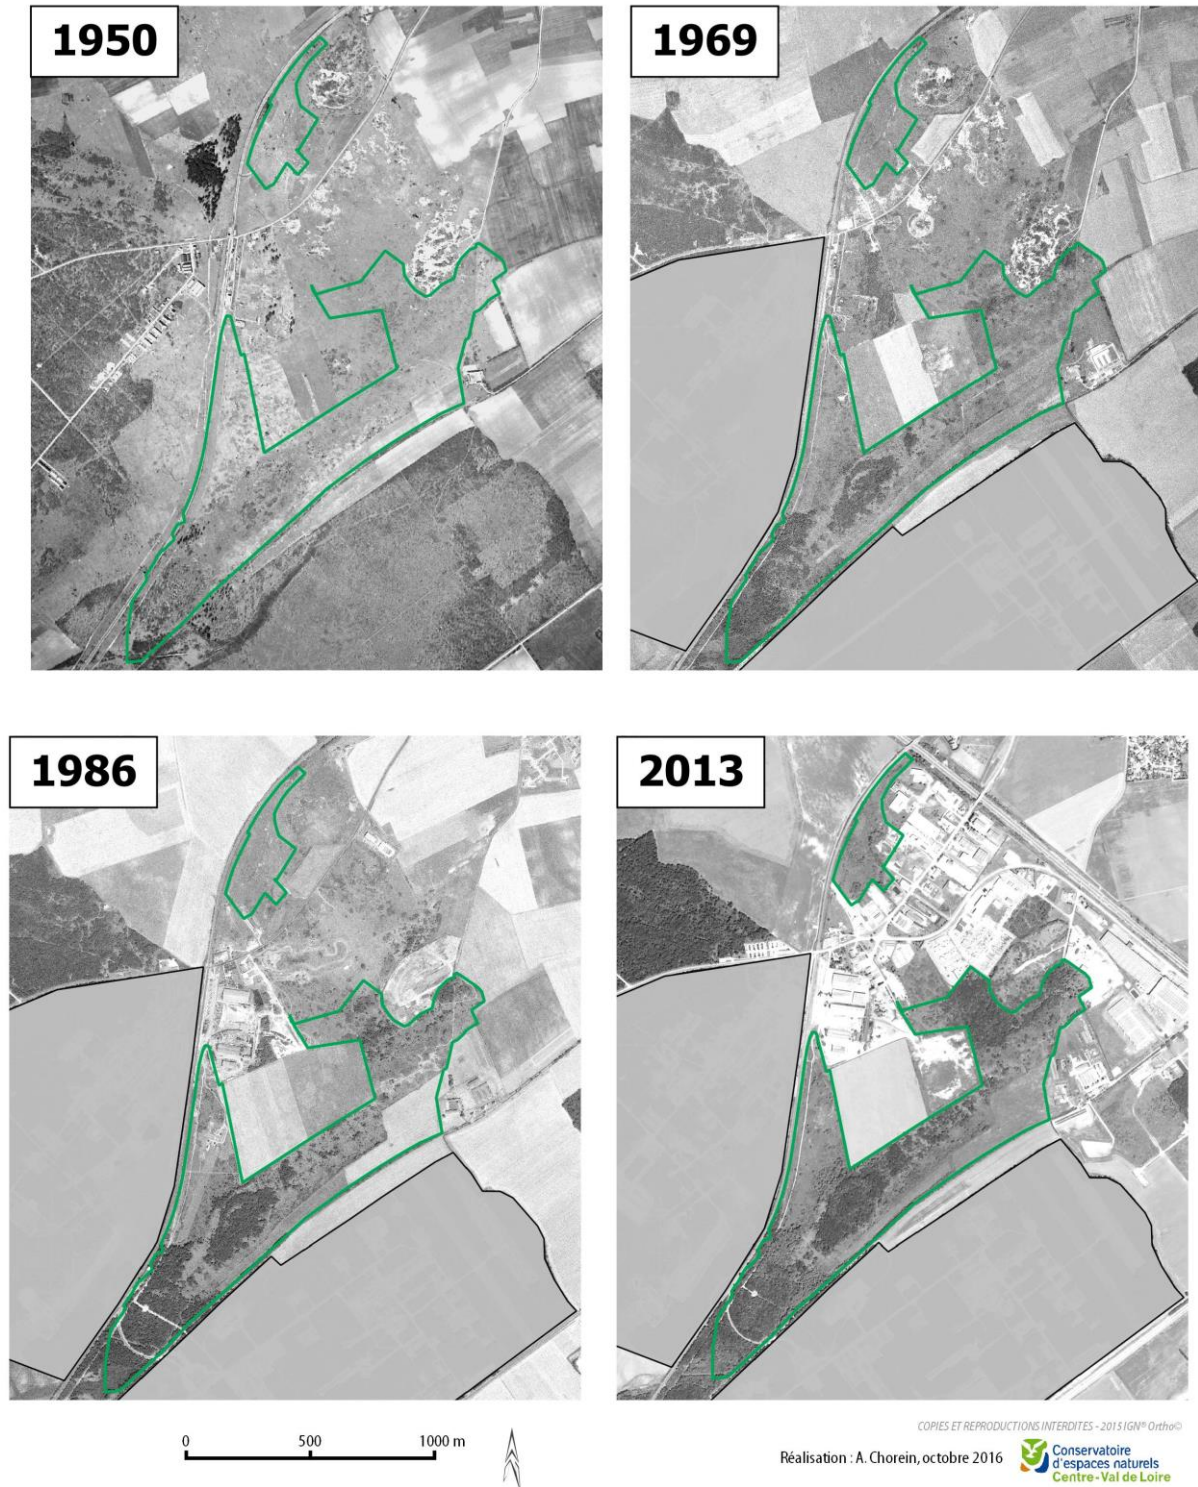 1950
1969
1986
2013
0 500 1000 m
COPIES ET REPRODUCTIONS INTERDITES - 2015 IGN® Ortho©
Réalisation : A. Chorein, octobre 2016
Conservatoire
d'espaces naturels
Centre-Val de Loire